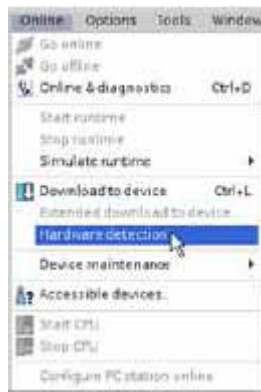 Online Options Tools Window
Go online
Go offline
Online & diagnostics Ctrl+D
Start runtime
Stop runtime
Simulate runtime
Download to device Ctrl+L
Extended download to device...
Hardware detection
Device maintenance
Accessible devices...
Start CPU
Stop CPU
Configure PC station online